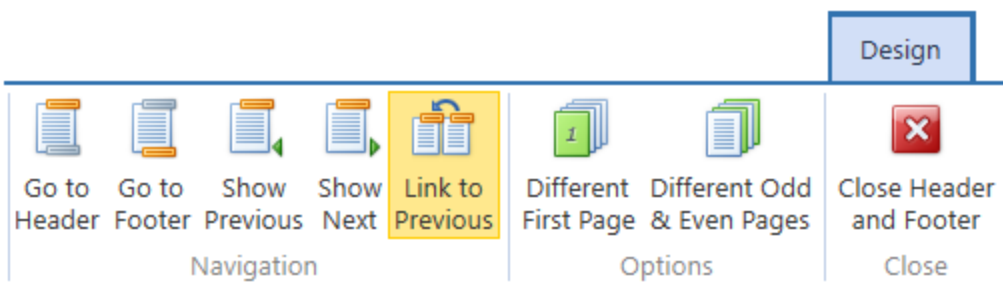 Design
Go to Header
Go to Footer
Show Previous
Show Next
Link to Previous
1
Different First Page
Different Odd & Even Pages
Close Header and Footer
Navigation
Options
Close